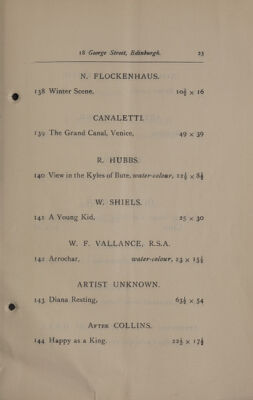 18 George Street, Edinburgh. 23
N. FLOCKENHAUS.
138 Winter Scene, 10½ × 16
CANALETTI.
139 The Grand Canal, Venice, 49 × 39
R. HUBBS.
140 View in the Kyles of Bute, water-colour, 12½ × 8½
W. SHIELS.
141 A Young Kid, 25 × 30
W. F. VALLANCE, R.S.A.
142 Arrochar, water-colour, 23 × 15½
ARTIST UNKNOWN.
143 Diana Resting, 63½ × 54
AFTER COLLINS.
144 Happy as a King, 22½ × 17½